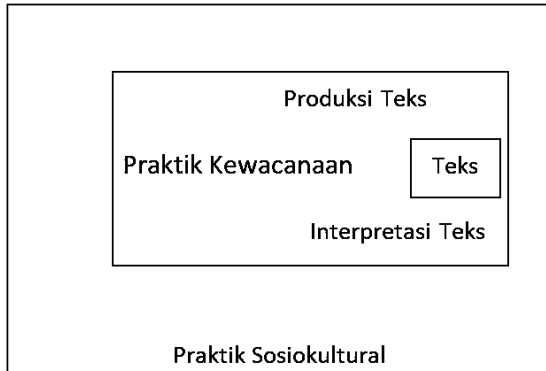 Produksi Teks
Praktik Kewacanaan
Teks
Interpretasi Teks
Praktik Sosiokultural